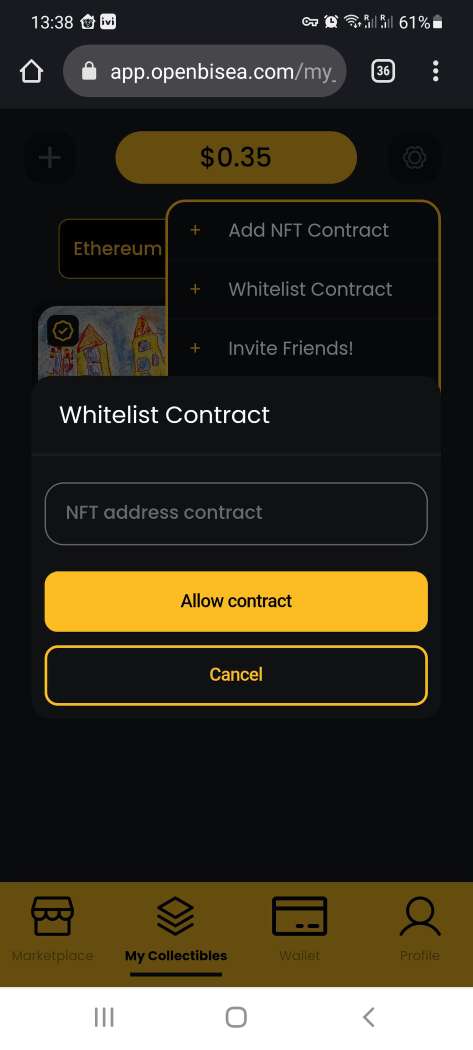 13:38 ivi 61%
app.openbisea.com/my_ 36
$0.35
Ethereum
+ Add NFT Contract
+ Whitelist Contract
+ Invite Friends!
Whitelist Contract
NFT address contract
Allow contract
Cancel
Marketplace My Collectibles Wallet Profile